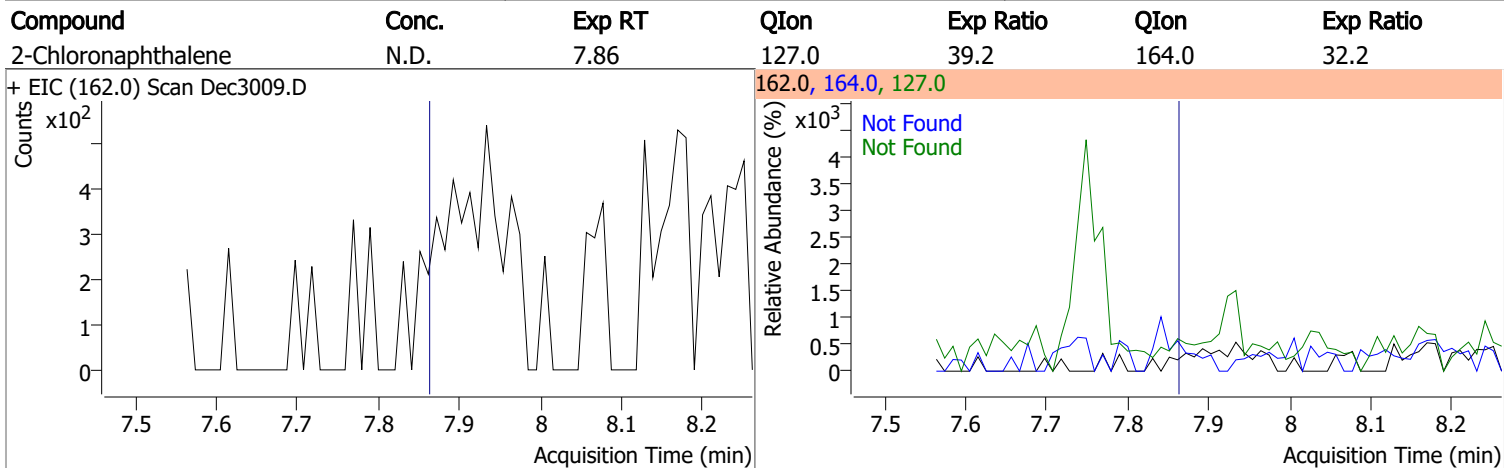 Compound Conc. Exp RT QIon Exp Ratio QIon Exp Ratio
2-Chloronaphthalene N.D. 7.86 127.0 39.2 164.0 32.2
+ EIC (162.0) Scan Dec3009.D
Counts
x10²
4
3
2
1
0
7.5 7.6 7.7 7.8 7.9 8 8.1 8.2
Acquisition Time (min)
162.0, 164.0, 127.0
Relative Abundance (%)
x10³
Not Found
Not Found
4
3.5
3
2.5
2
1.5
1
0.5
0
7.5 7.6 7.7 7.8 7.9 8 8.1 8.2
Acquisition Time (min)